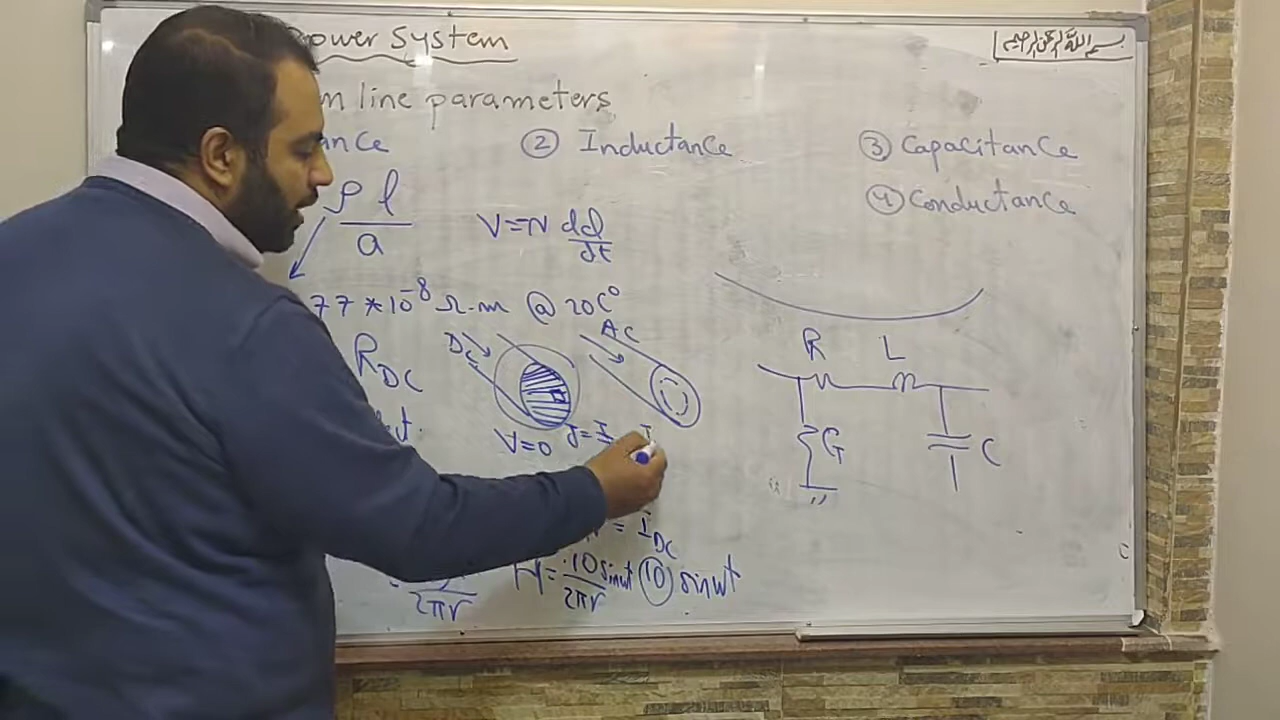 ower System
بسم الله الرحمن الرحيم
m line parameters
ance
② Inductance
③ Capacitance
④ Conductance
ρ l
a
V=N dϕ
dt
77 * 10⁻⁸ Ω.m @ 20C°
DC
AC
R_DC
V=0
J=I
R
L
G
C
= I_DC
2πr
H = 10 sinωt
2πr
10 sinωt